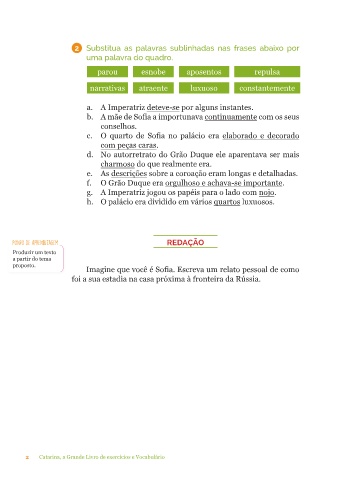 2 Substitua as palavras sublinhadas nas frases abaixo por
uma palavra do quadro.
parou esnobe aposentos repulsa
narrativas atraente luxuoso constantemente
a. A Imperatriz deteve-se por alguns instantes.
b. A mãe de Sofia a importunava continuamente com os seus
conselhos.
c. O quarto de Sofia no palácio era elaborado e decorado
com peças caras.
d. No autorretrato do Grão Duque ele aparentava ser mais
charmoso do que realmente era.
e. As descrições sobre a coroação eram longas e detalhadas.
f. O Grão Duque era orgulhoso e achava-se importante.
g. A Imperatriz jogou os papéis para o lado com nojo.
h. O palácio era dividido em vários quartos luxuosos.
REDAÇÃO
Produzir um texto
a partir do tema
proposto.
Imagine que você é Sofia. Escreva um relato pessoal de como
foi a sua estadia na casa próxima à fronteira da Rússia.
2 Catarina, a Grande Livro de exercícios e Vocabulário